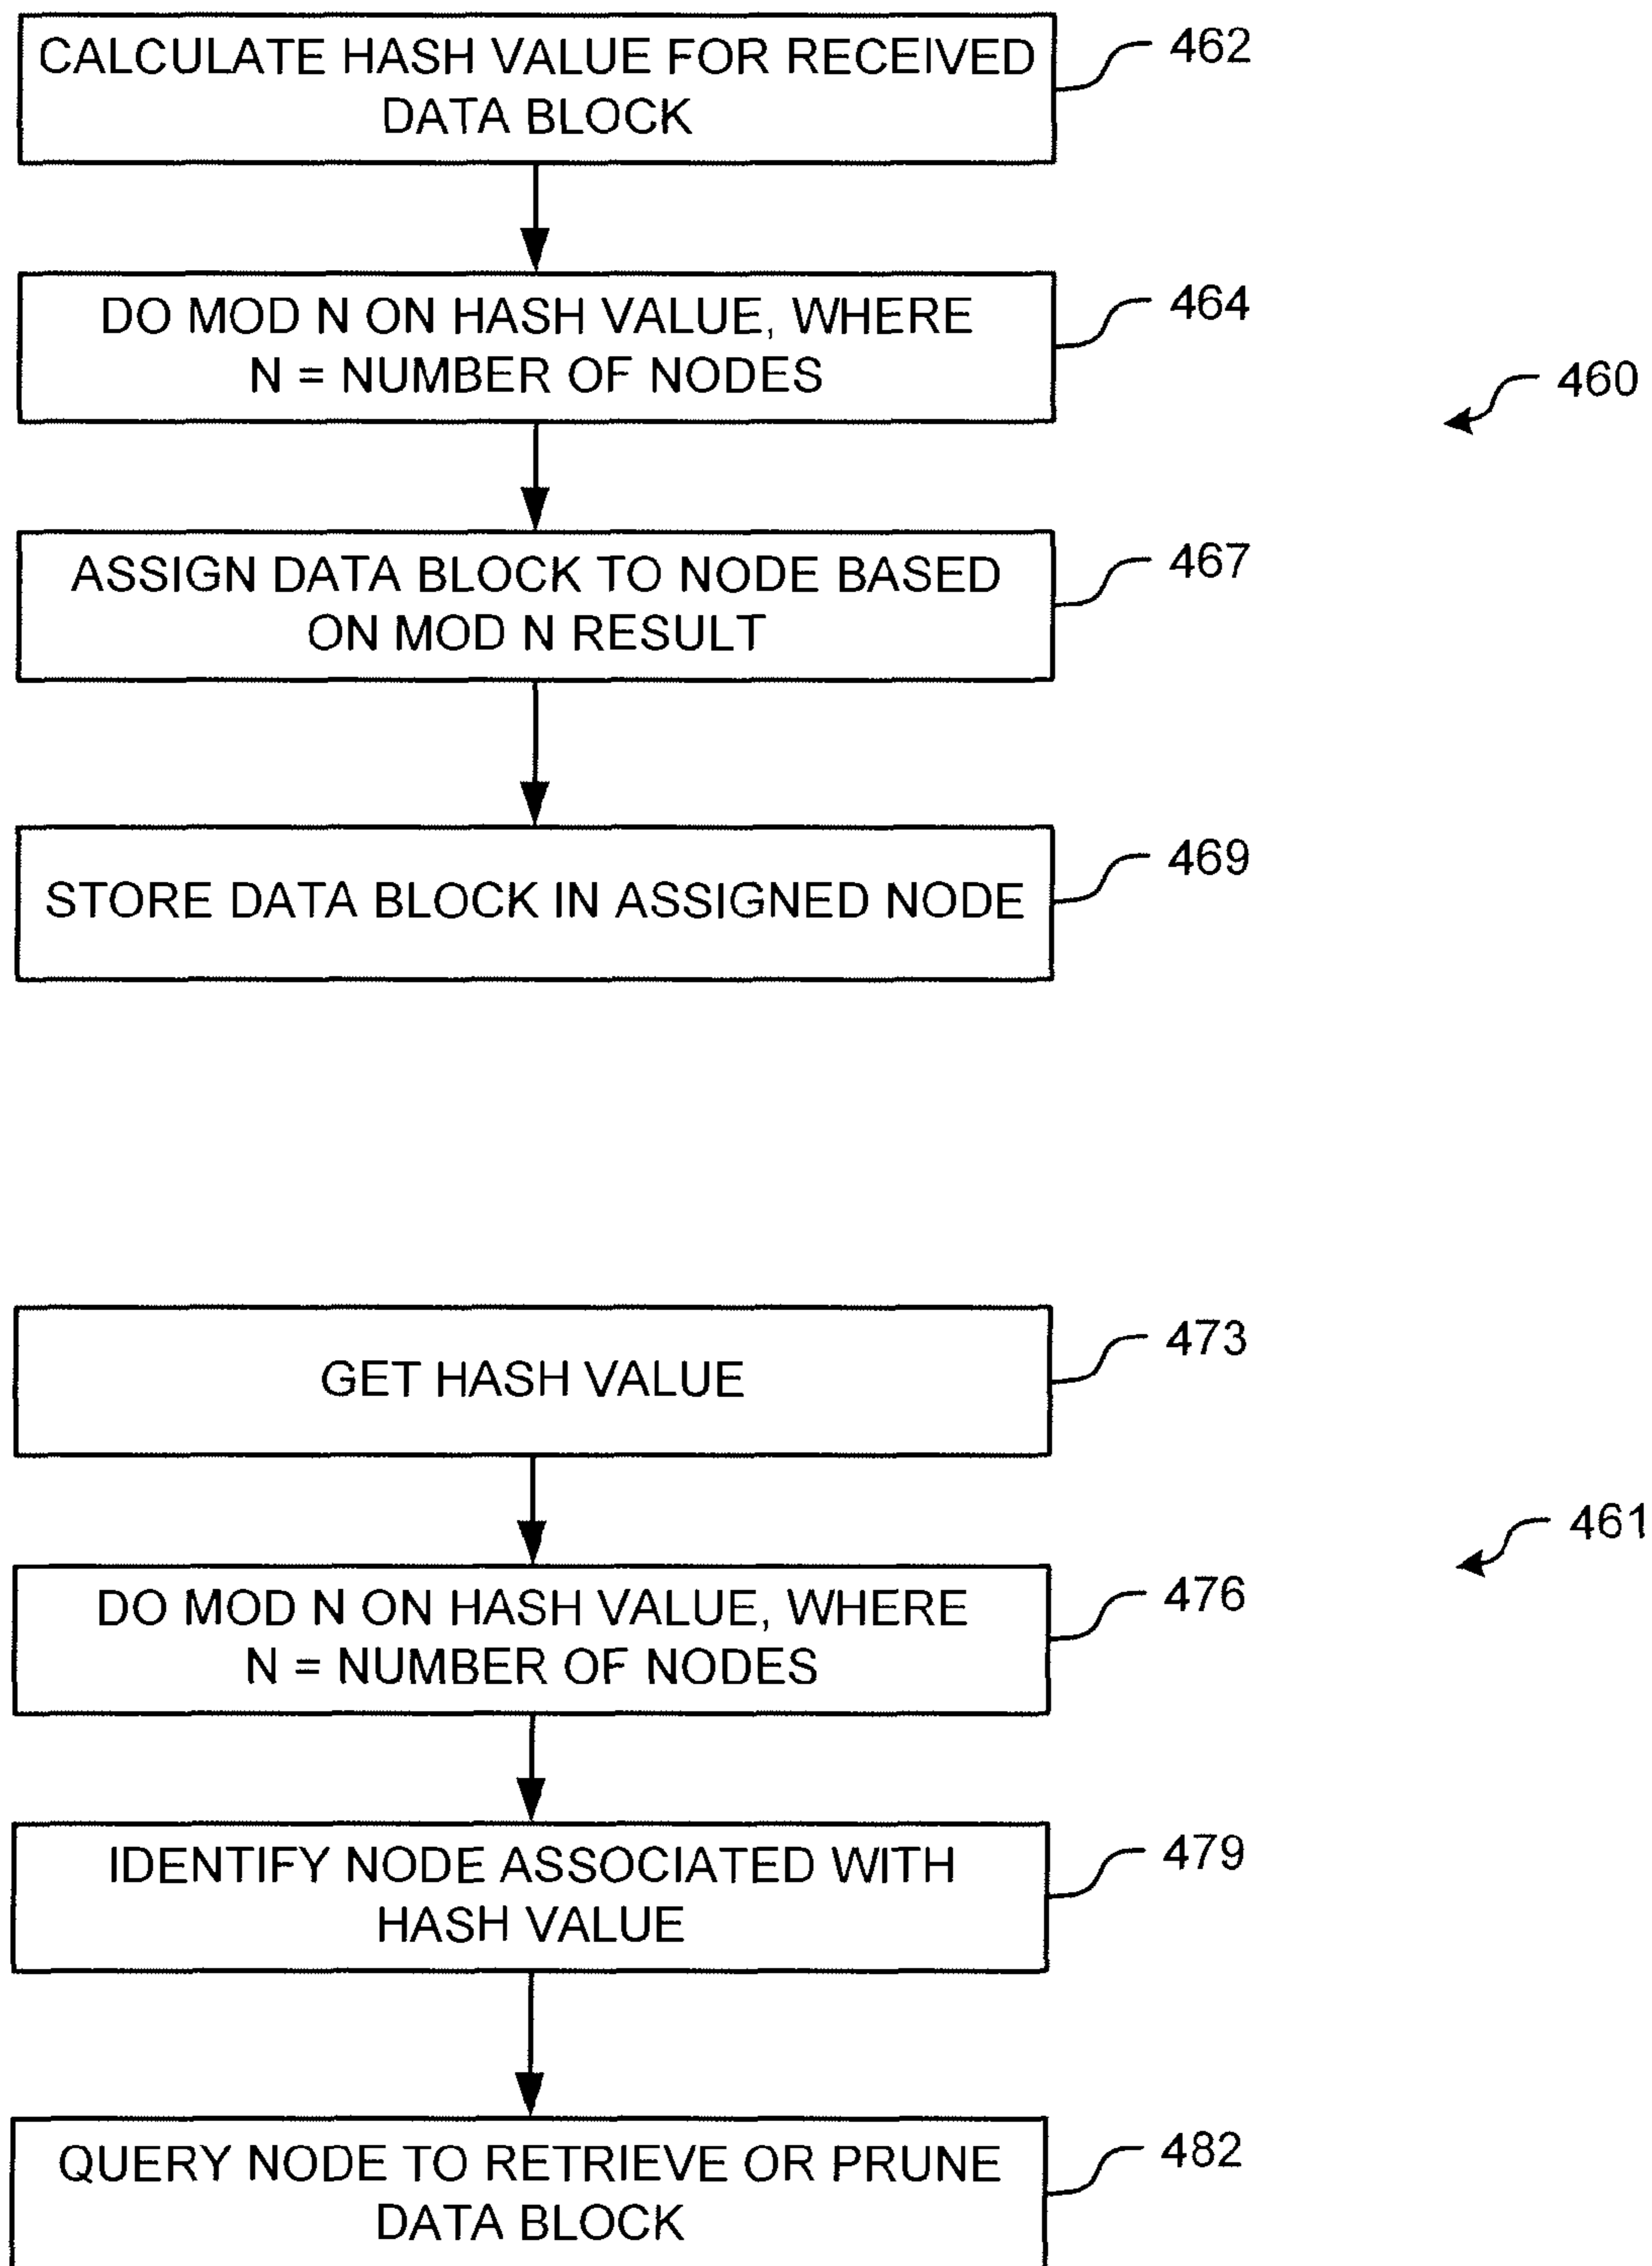 CALCULATE HASH VALUE FOR RECEIVED
DATA BLOCK
462
DO MOD N ON HASH VALUE, WHERE
N = NUMBER OF NODES
464
460
ASSIGN DATA BLOCK TO NODE BASED
ON MOD N RESULT
467
STORE DATA BLOCK IN ASSIGNED NODE
469
GET HASH VALUE
473
461
DO MOD N ON HASH VALUE, WHERE
N = NUMBER OF NODES
476
IDENTIFY NODE ASSOCIATED WITH
HASH VALUE
479
QUERY NODE TO RETRIEVE OR PRUNE
DATA BLOCK
482